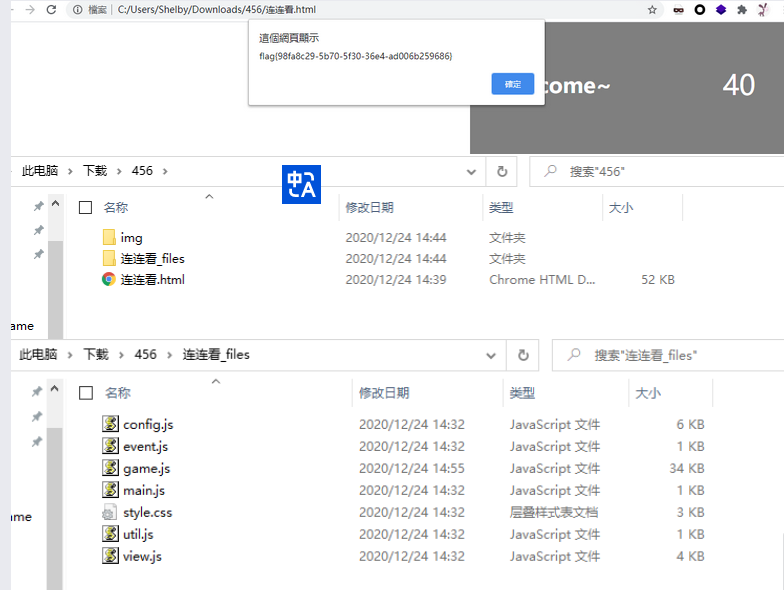 檔案 | C:/Users/Shelby/Downloads/456/连连看.html
這個網頁顯示
flag{98fa8c29-5b70-5f30-36e4-ad006b259686}
確定
come~
40
此电脑 > 下载 > 456 >
搜索"456"
中A
名称 修改日期 类型 大小
img 2020/12/24 14:44 文件夹
连连看_files 2020/12/24 14:44 文件夹
连连看.html 2020/12/24 14:39 Chrome HTML D... 52 KB
ame
此电脑 > 下载 > 456 > 连连看_files
搜索"连连看_files"
名称 修改日期 类型 大小
config.js 2020/12/24 14:32 JavaScript 文件 6 KB
event.js 2020/12/24 14:32 JavaScript 文件 1 KB
game.js 2020/12/24 14:55 JavaScript 文件 34 KB
main.js 2020/12/24 14:32 JavaScript 文件 1 KB
style.css 2020/12/24 14:32 层叠样式表文档 3 KB
util.js 2020/12/24 14:32 JavaScript 文件 1 KB
view.js 2020/12/24 14:32 JavaScript 文件 4 KB
ame